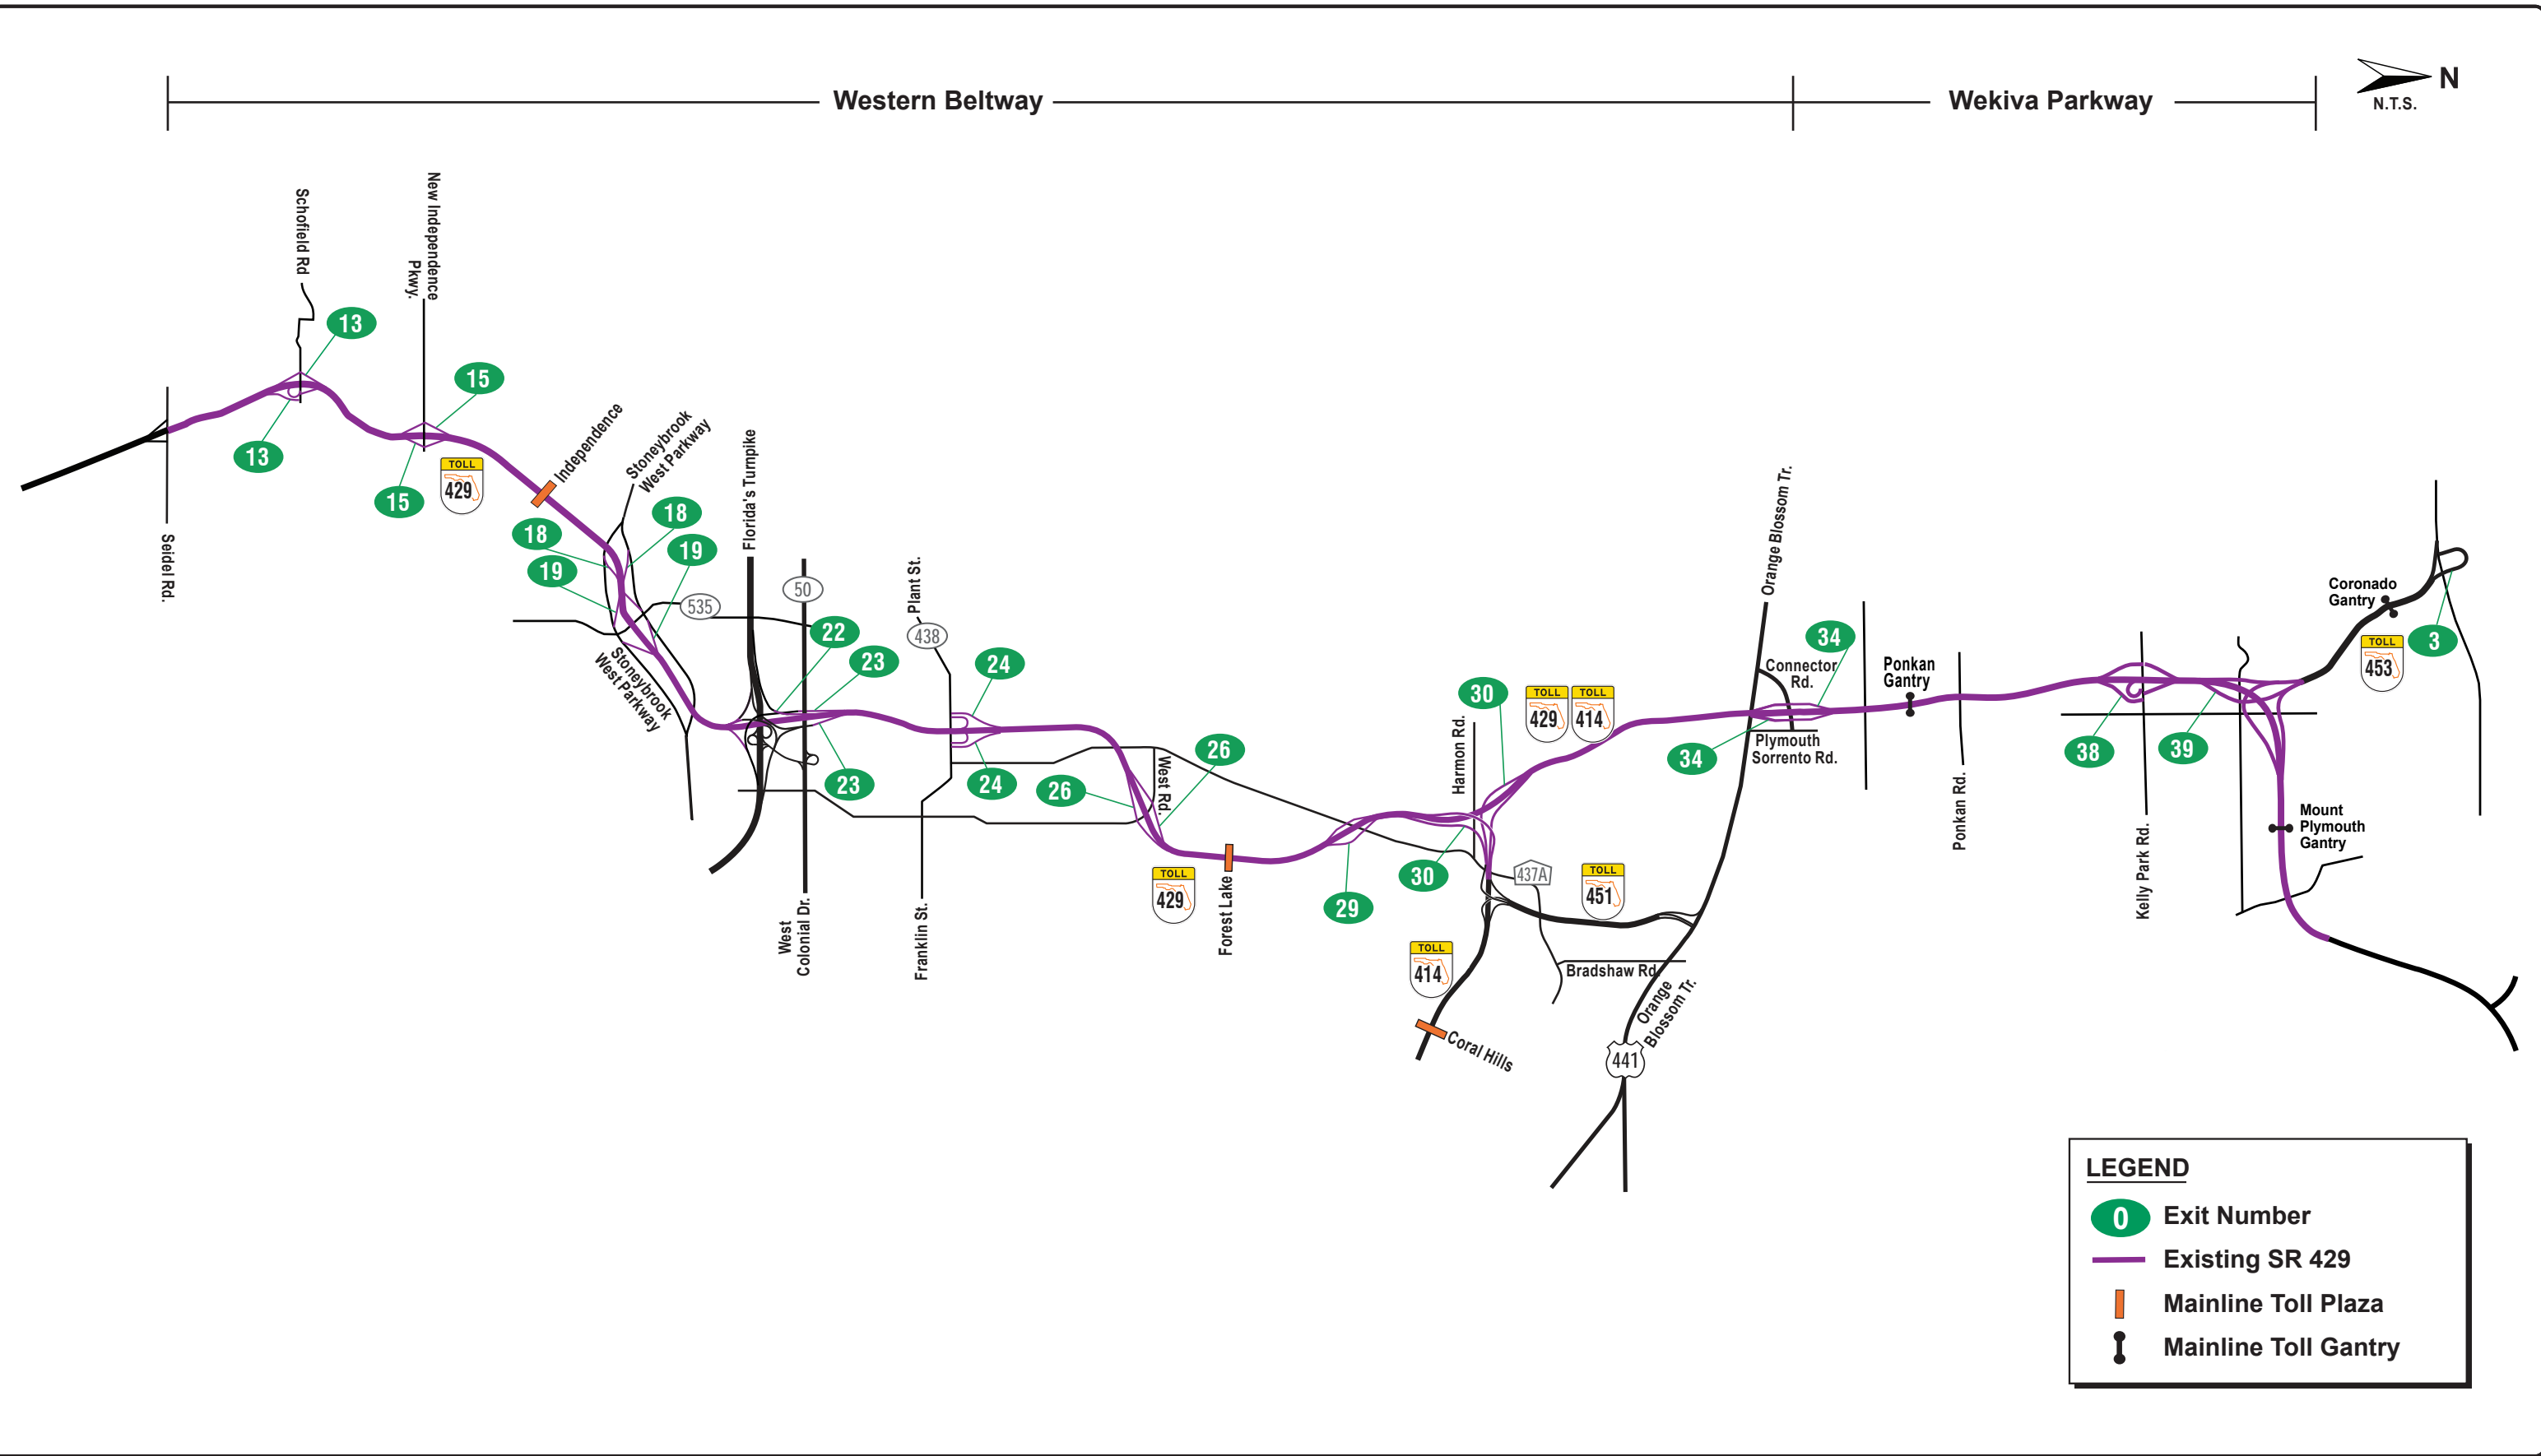 Western Beltway
Wekiva Parkway
N
N.T.S.
Schofield Rd
New Independence
Pkwy.
13
15
13
15
TOLL
429
Seidel Rd.
Independence
Stoneybrook
West Parkway
18
18
19
19
535
Stoneybrook
West Parkway
Florida's Turnpike
50
22
23
23
West
Colonial Dr.
Plant St.
438
24
24
Franklin St.
26
26
West Rd.
TOLL
429
Forest Lake
29
30
30
Harmon Rd.
TOLL
429
TOLL
414
437A
TOLL
451
TOLL
414
Coral Hills
Bradshaw Rd.
Orange
Blossom Tr.
441
Orange Blossom Tr.
Connector
Rd.
34
34
Plymouth
Sorrento Rd.
Ponkan
Gantry
Ponkan Rd.
38
39
Kelly Park Rd.
Coronado
Gantry
TOLL
453
3
Mount
Plymouth
Gantry
LEGEND
0 Exit Number
Existing SR 429
Mainline Toll Plaza
Mainline Toll Gantry